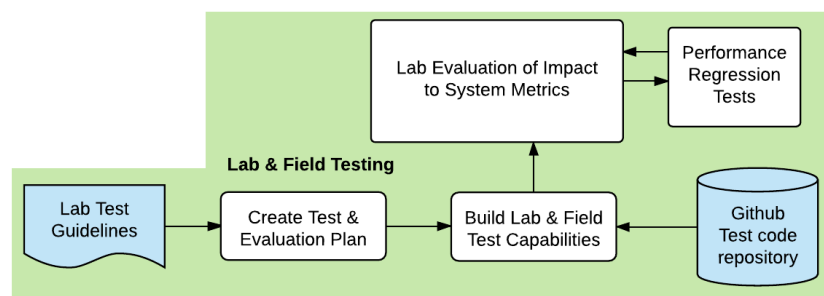 Lab Evaluation of Impact
to System Metrics
Performance
Regression
Tests
Lab & Field Testing
Lab Test
Guidelines
Create Test &
Evaluation Plan
Build Lab & Field
Test Capabilities
Github
Test code
repository